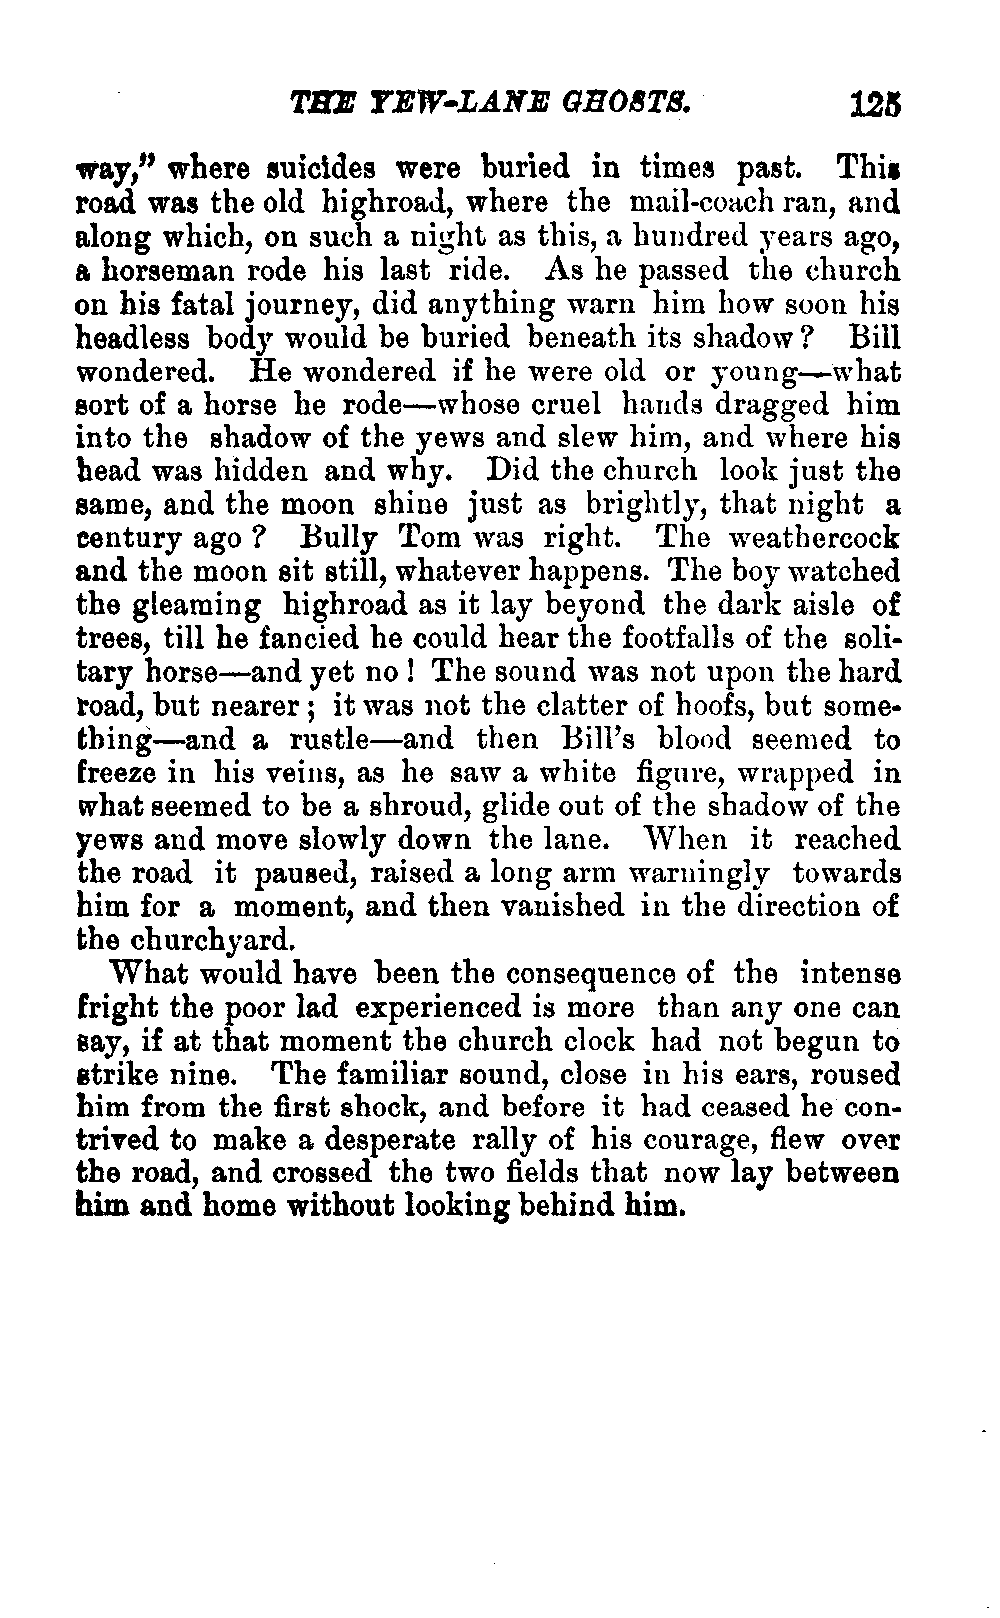 THE YEW-LANE GHOSTS. 125
way,” where suicides were buried in times past. This
road was the old highroad, where the mail-coach ran, and
along which, on such a night as this, a hundred years ago,
a horseman rode his last ride. As he passed the church
on his fatal journey, did anything warn him how soon his
headless body would be buried beneath its shadow? Bill
wondered. He wondered if he were old or young—what
sort of a horse he rode—whose cruel hands dragged him
into the shadow of the yews and slew him, and where his
head was hidden and why. Did the church look just the
same, and the moon shine just as brightly, that night a
century ago? Bully Tom was right. The weathercock
and the moon sit still, whatever happens. The boy watched
the gleaming highroad as it lay beyond the dark aisle of
trees, till he fancied he could hear the footfalls of the soli-
tary horse—and yet no! The sound was not upon the hard
road, but nearer; it was not the clatter of hoofs, but some-
thing—and a rustle—and then Bill’s blood seemed to
freeze in his veins, as he saw a white figure, wrapped in
what seemed to be a shroud, glide out of the shadow of the
yews and move slowly down the lane. When it reached
the road it paused, raised a long arm warningly towards
him for a moment, and then vanished in the direction of
the churchyard.
What would have been the consequence of the intense
fright the poor lad experienced is more than any one can
say, if at that moment the church clock had not begun to
strike nine. The familiar sound, close in his ears, roused
him from the first shock, and before it had ceased he con-
trived to make a desperate rally of his courage, flew over
the road, and crossed the two fields that now lay between
him and home without looking behind him.